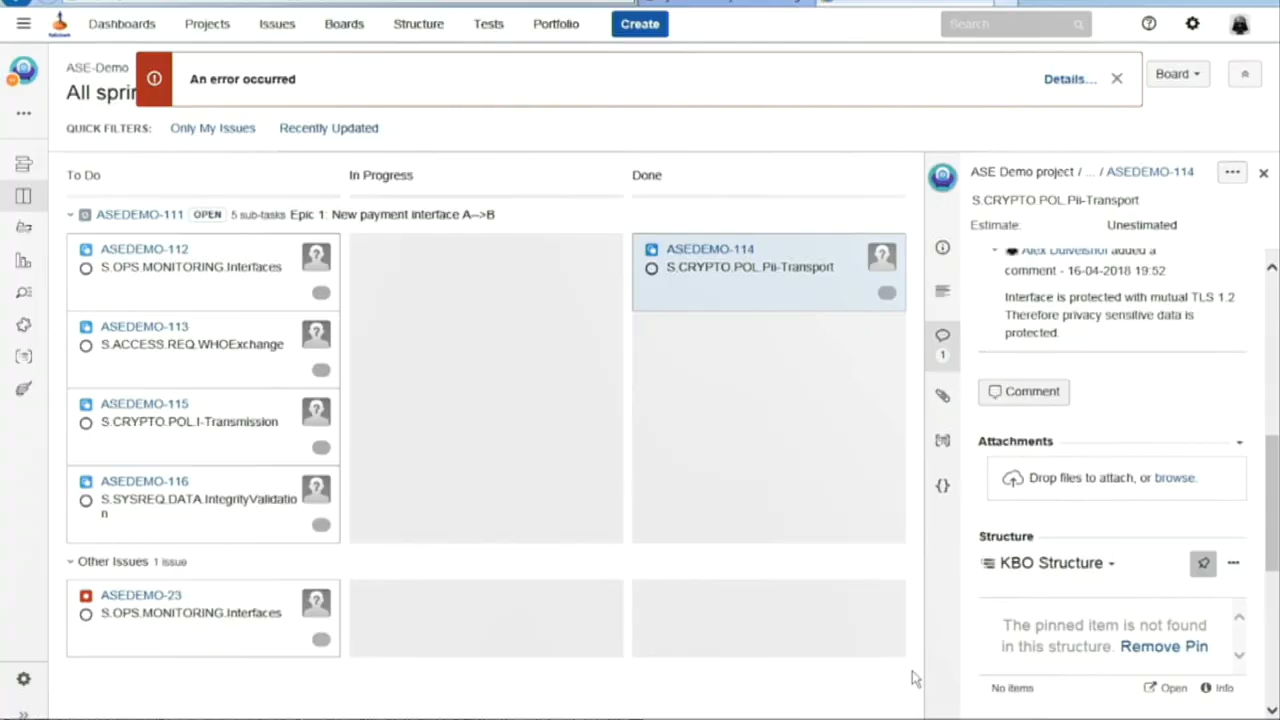 Dashboards Projects Issues Boards Structure Tests Portfolio Create Search
ASE-Demo
All sprin
An error occurred
Details...
Board
QUICK FILTERS: Only My Issues Recently Updated
To Do In Progress Done
ASEDEMO-111 OPEN 5 sub-tasks Epic 1: New payment interface A-->B
ASEDEMO-112
S.OPS.MONITORING.Interfaces
ASEDEMO-113
S.ACCESS.REQ.WHOExchange
ASEDEMO-115
S.CRYPTO.POL.I-Transmission
ASEDEMO-116
S.SYSREQ.DATA.IntegrityValidatio
n
ASEDEMO-114
S.CRYPTO.POL.Pii-Transport
Other Issues 1 issue
ASEDEMO-23
S.OPS.MONITORING.Interfaces
ASE Demo project / ... / ASEDEMO-114
S.CRYPTO.POL.Pii-Transport
Estimate: Unestimated
1
Alex added a
comment - 16-04-2018 19:52
Interface is protected with mutual TLS 1.2
Therefore privacy sensitive data is
protected.
Comment
Attachments
Drop files to attach, or browse.
Structure
KBO Structure
The pinned item is not found
in this structure. Remove Pin
No items Open Info